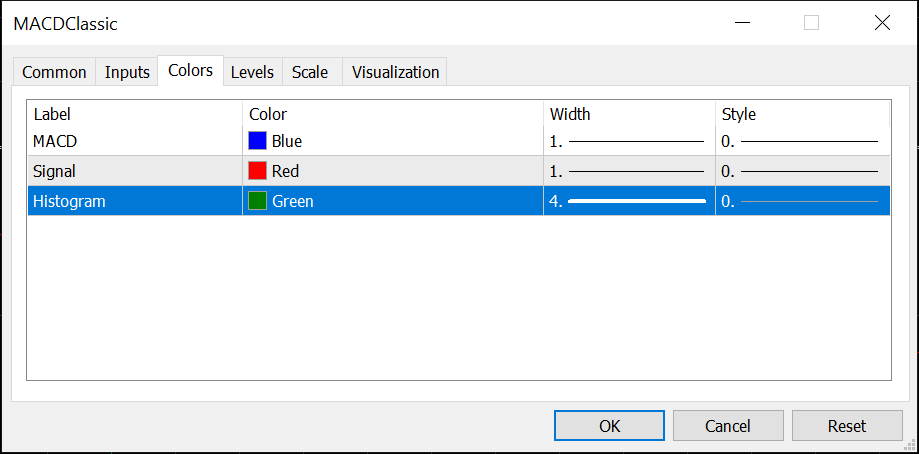 MACDClassic
Common Inputs Colors Levels Scale Visualization
Label Color Width Style
MACD Blue 1. 0.
Signal Red 1. 0.
Histogram Green 4. 0.
OK Cancel Reset